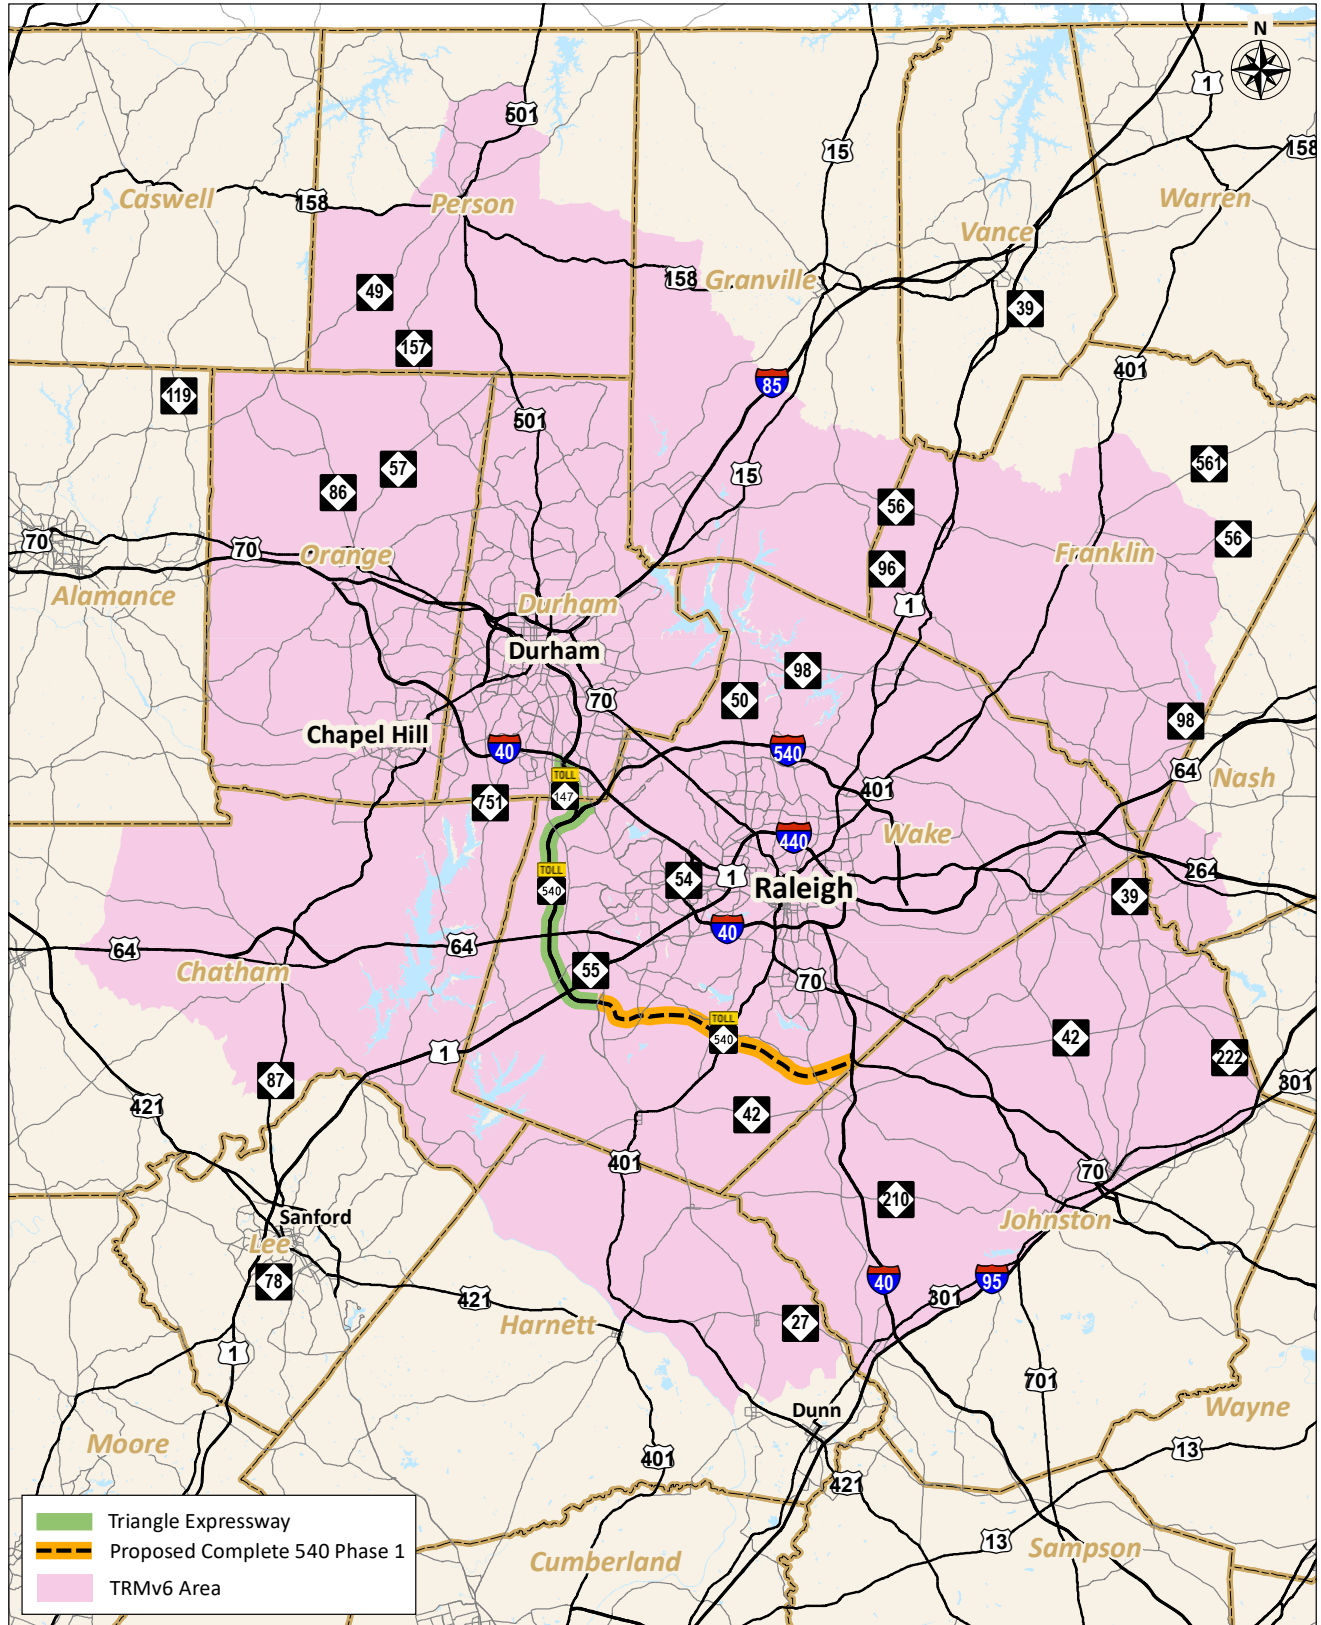 N
1
501
15
158
158
Caswell
Person
Warren
Vance
158
Granville
49
39
157
401
85
119
501
57
561
15
86
56
56
70
70
Orange
Franklin
96
Alamance
Durham
1
Durham
98
50
70
98
Chapel Hill
40
540
64
TOLL
147
751
401
Nash
440
Wake
TOLL
540
54
1
Raleigh
264
39
40
64
64
Chatham
55
70
TOLL
540
42
1
222
87
301
421
42
401
70
210
Sanford
Johnston
Lee
78
40
95
421
301
Harnett
27
1
701
Dunn
Wayne
Moore
13
401
421
13
Sampson
Cumberland
Triangle Expressway
Proposed Complete 540 Phase 1
TRMv6 Area